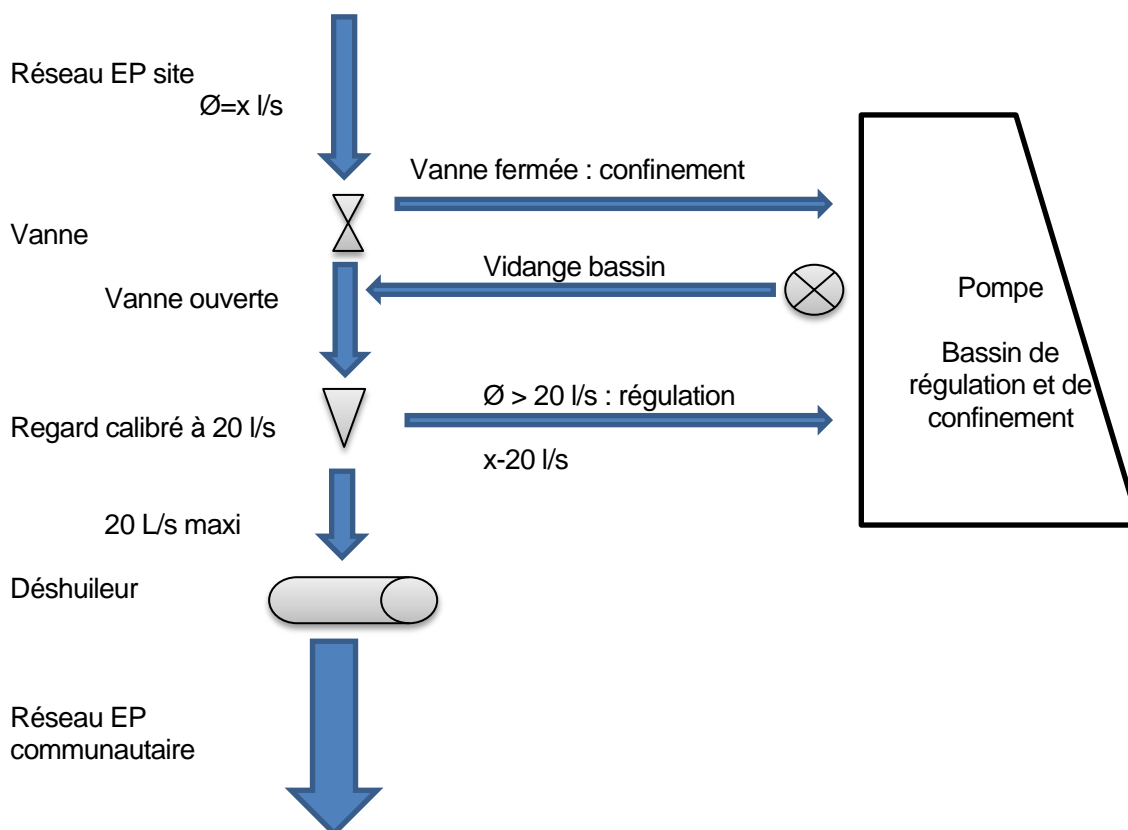 Réseau EP site
Ø=x l/s
Vanne fermée : confinement
Vanne
Vidange bassin
Vanne ouverte
Pompe
Bassin de
régulation et de
confinement
Ø > 20 l/s : régulation
Regard calibré à 20 l/s
x-20 l/s
20 L/s maxi
Déshuileur
Réseau EP
communautaire